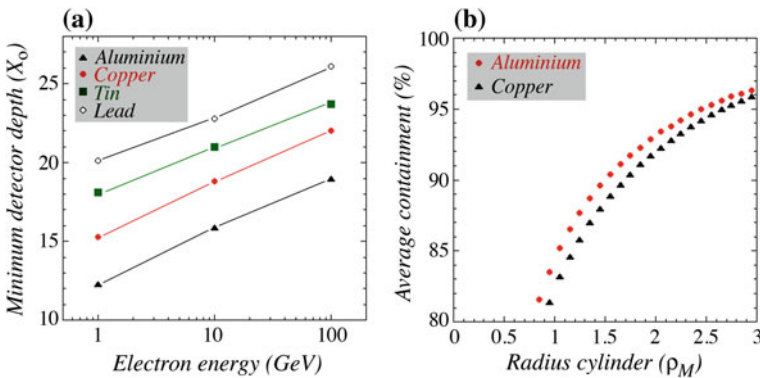 (a)
Minimum detector depth (X₀)
30
25
20
15
10
Aluminium
Copper
Tin
Lead
1
10
100
Electron energy (GeV)
(b)
Average containment (%)
100
95
90
85
80
Aluminium
Copper
0
0.5
1
1.5
2
2.5
3
Radius cylinder (ρM)